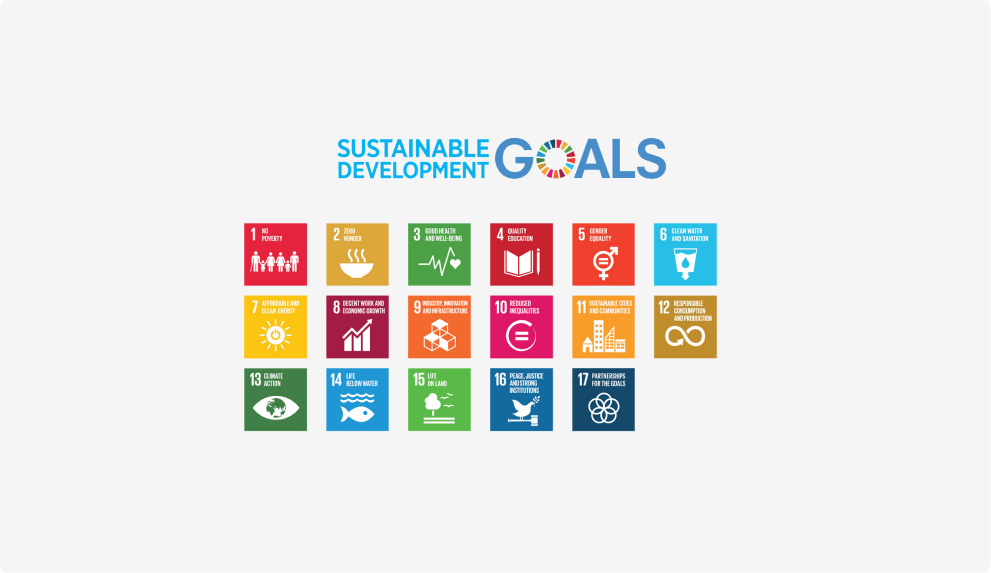 SUSTAINABLE
DEVELOPMENT
GOALS
1 NO
POVERTY
2 ZERO
HUNGER
3 GOOD HEALTH
AND WELL-BEING
4 QUALITY
EDUCATION
5 GENDER
EQUALITY
6 CLEAN WATER
AND SANITATION
7 AFFORDABLE AND
CLEAN ENERGY
8 DECENT WORK AND
ECONOMIC GROWTH
9 INDUSTRY, INNOVATION
AND INFRASTRUCTURE
10 REDUCED
INEQUALITIES
11 SUSTAINABLE CITIES
AND COMMUNITIES
12 RESPONSIBLE
CONSUMPTION
AND PRODUCTION
13 CLIMATE
ACTION
14 LIFE
BELOW WATER
15 LIFE
ON LAND
16 PEACE, JUSTICE
AND STRONG
INSTITUTIONS
17 PARTNERSHIPS
FOR THE GOALS